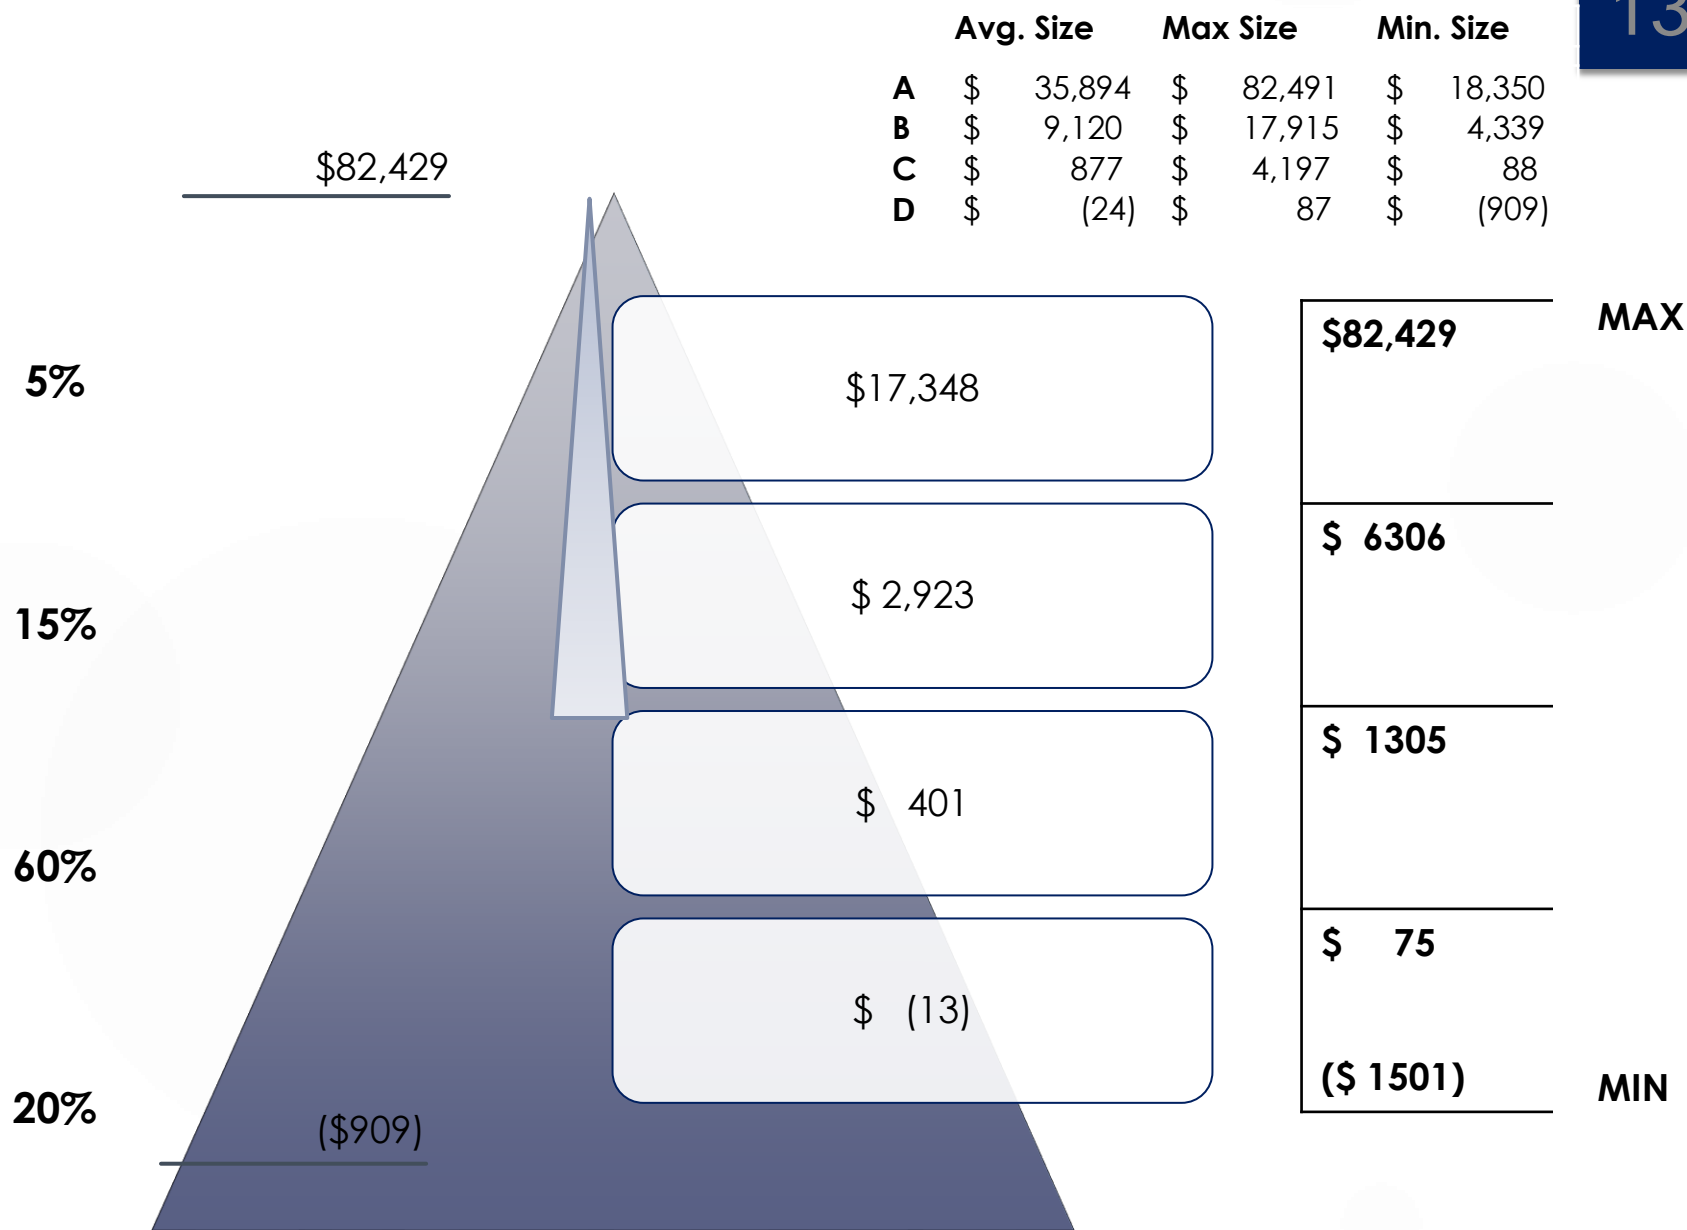 13
Avg. Size Max Size Min. Size
A $ 35,894 $ 82,491 $ 18,350
B $ 9,120 $ 17,915 $ 4,339
C $ 877 $ 4,197 $ 88
D $ (24) $ 87 $ (909)
$82,429
$82,429 MAX
5% $17,348
$ 6306
15% $ 2,923
$ 1305
60% $ 401
$ 75
$ (13)
($ 1501) MIN
20%
($909)